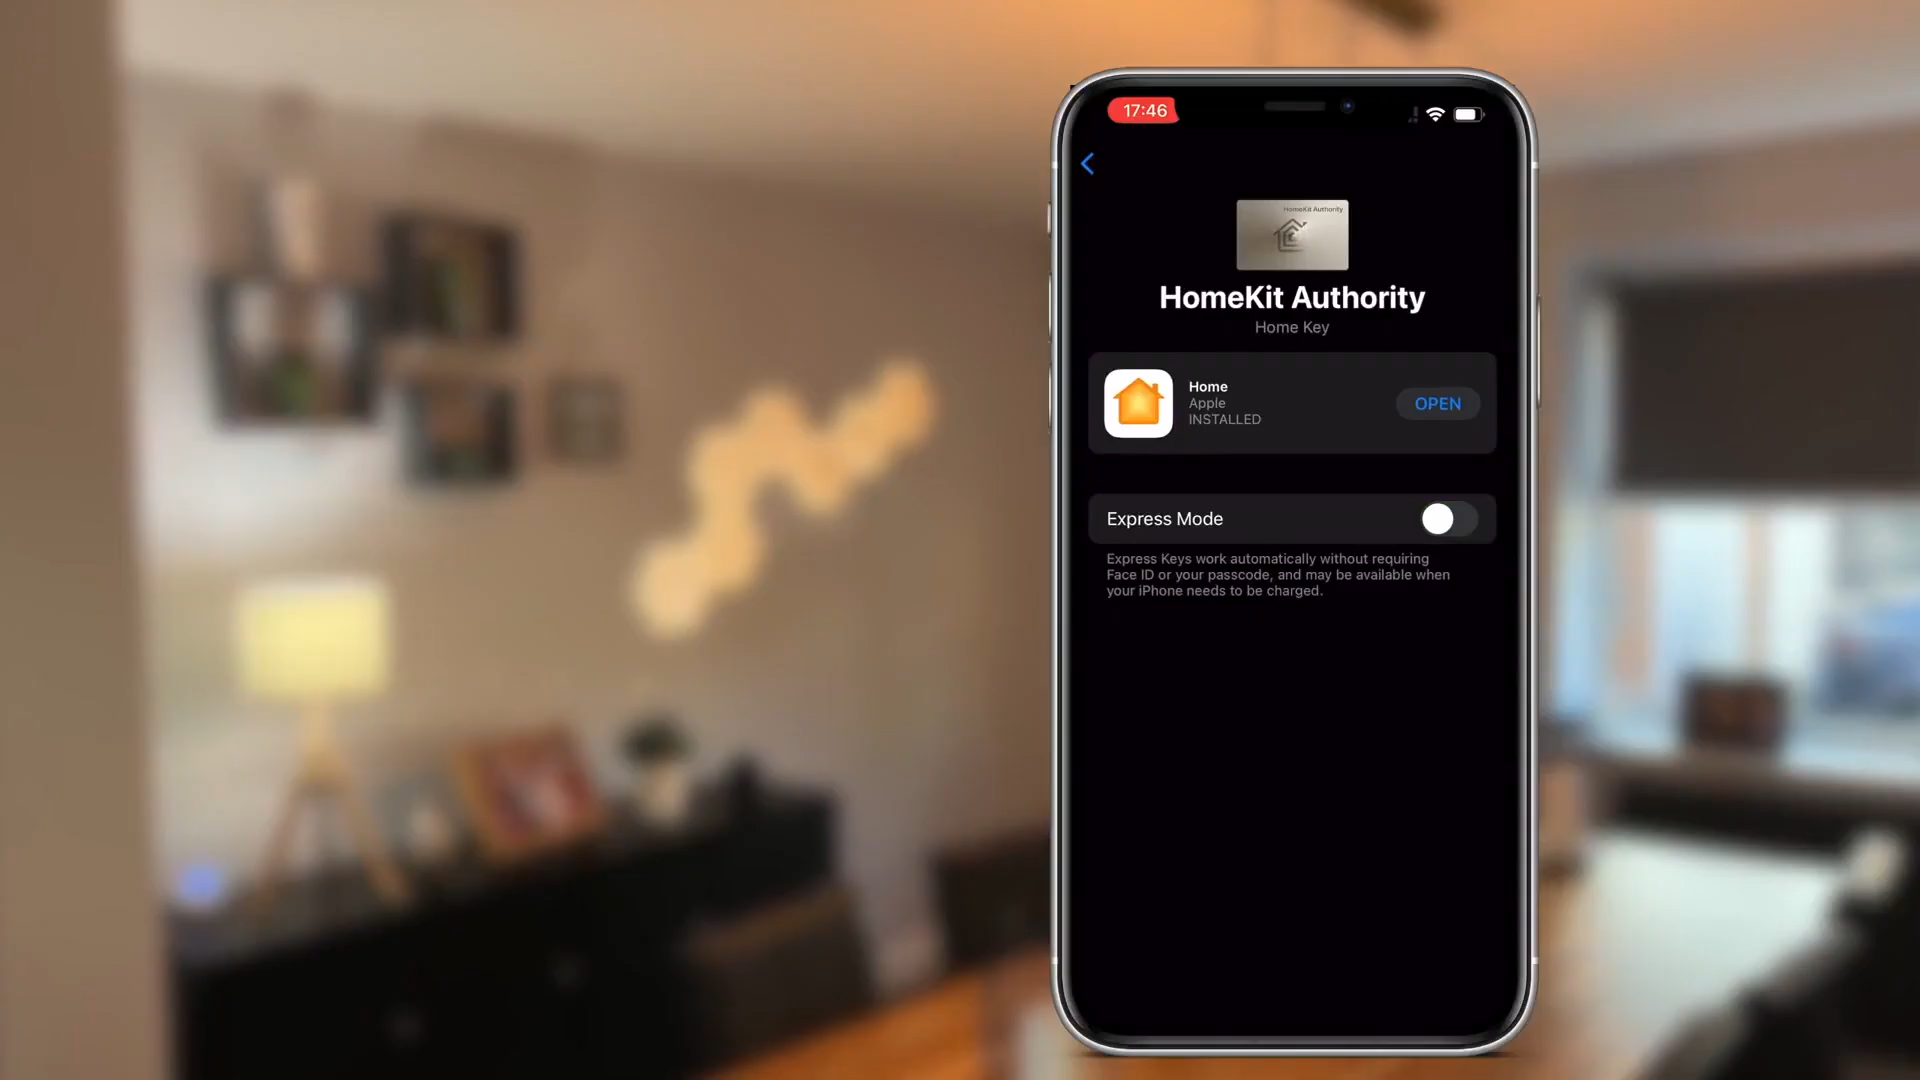 17:46
HomeKit Authority
HomeKit Authority
Home Key
Home
Apple
INSTALLED
OPEN
Express Mode
Express Keys work automatically without requiring
Face ID or your passcode, and may be available when
your iPhone needs to be charged.